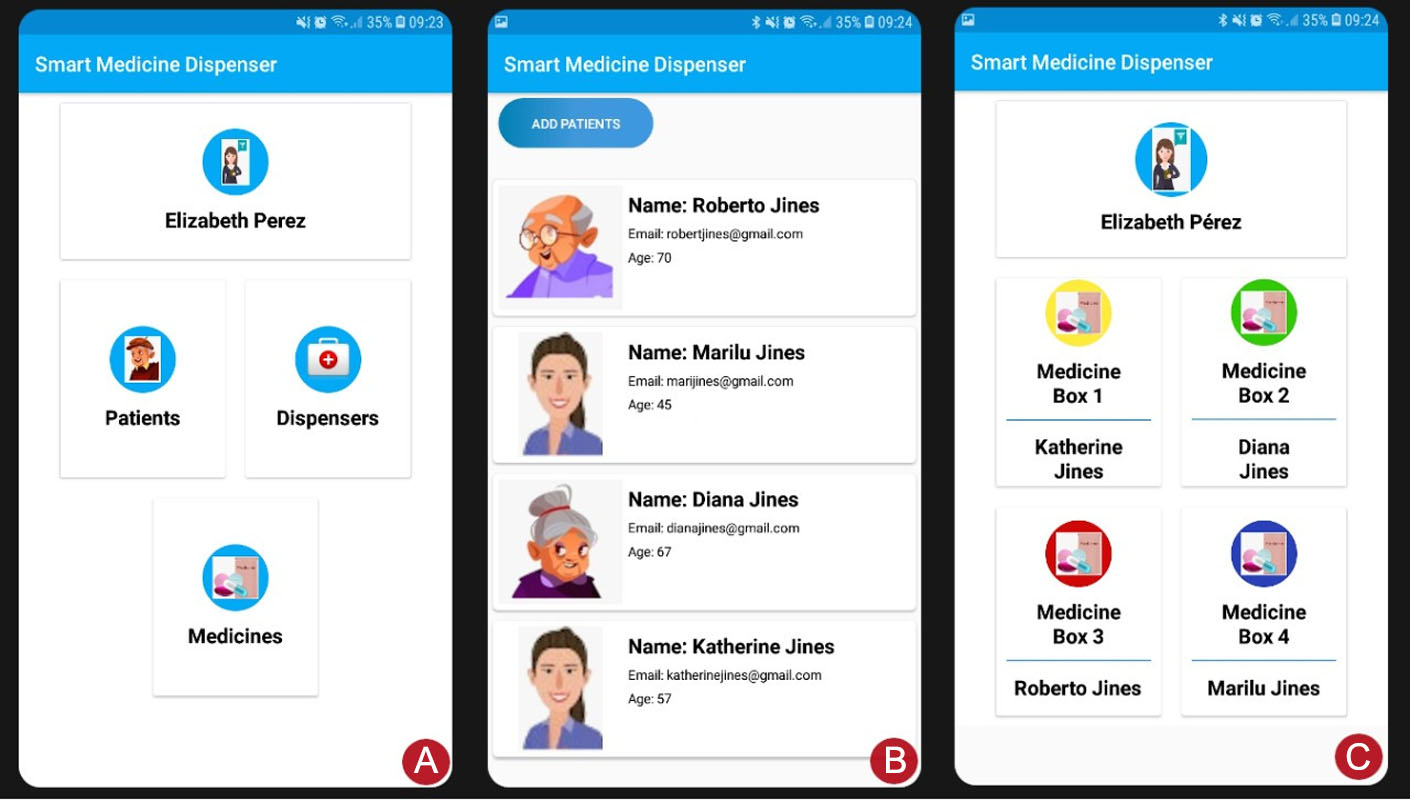 35% 09:23
Smart Medicine Dispenser
Elizabeth Perez
Patients
Dispensers
Medicines
A
35% 09:24
Smart Medicine Dispenser
ADD PATIENTS
Name: Roberto Jines
Email: robertjines@gmail.com
Age: 70
Name: Marilu Jines
Email: marijines@gmail.com
Age: 45
Name: Diana Jines
Email: dianajines@gmail.com
Age: 67
Name: Katherine Jines
Email: katherinejines@gmail.com
Age: 57
B
35% 09:24
Smart Medicine Dispenser
Elizabeth Pérez
Medicine
Box 1
Katherine
Jines
Medicine
Box 2
Diana
Jines
Medicine
Box 3
Roberto Jines
Medicine
Box 4
Marilu Jines
C